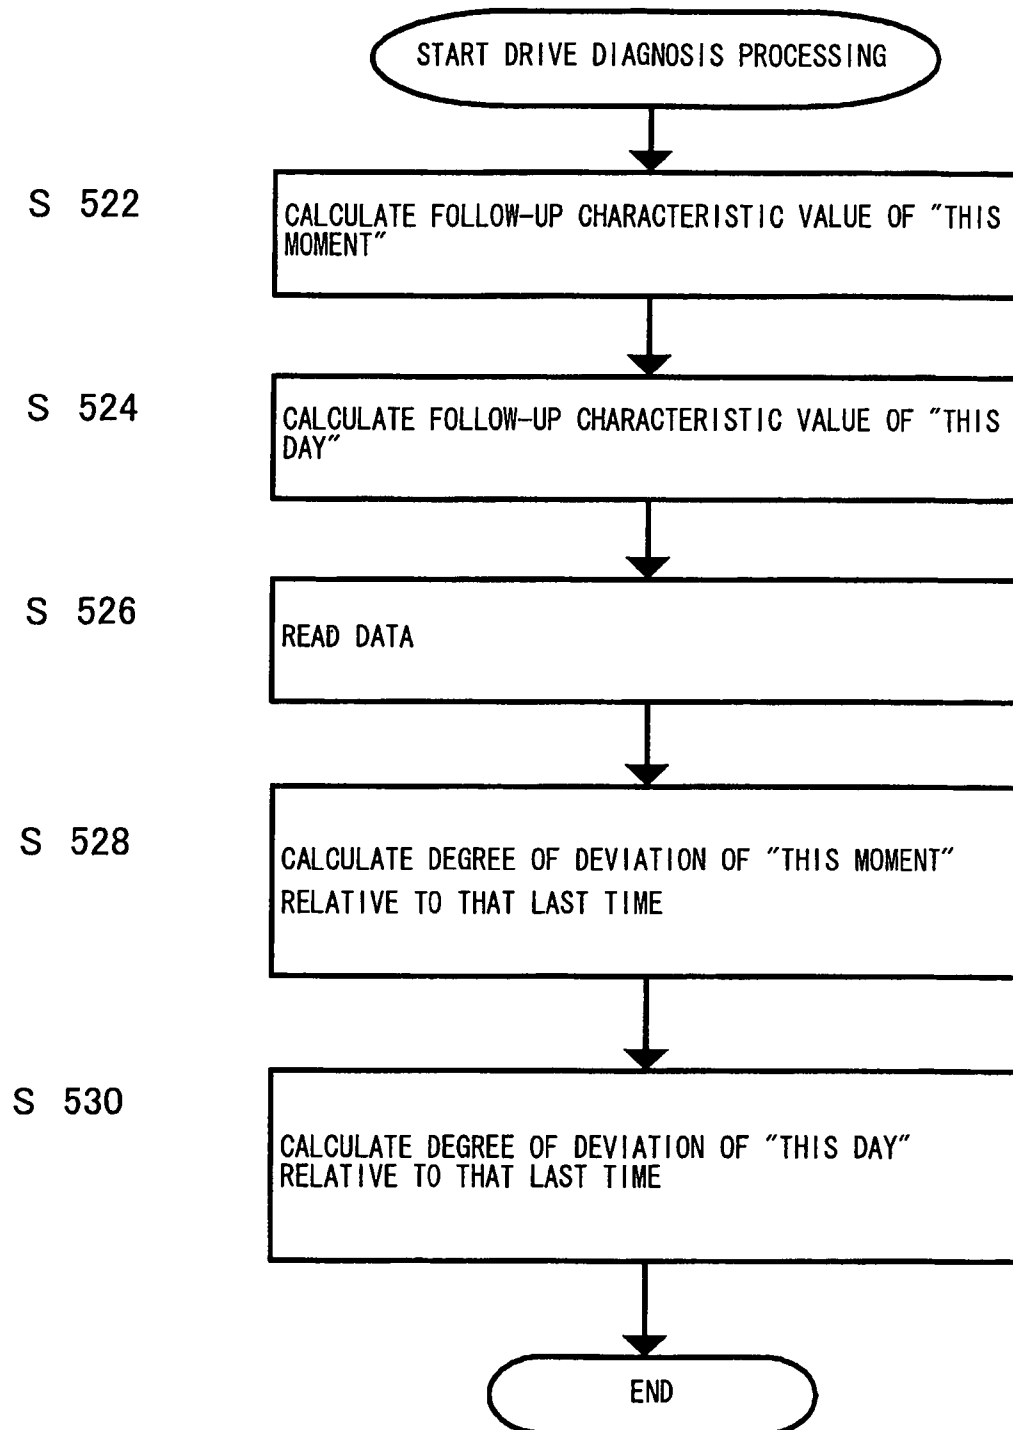 START DRIVE DIAGNOSIS PROCESSING
S 522
CALCULATE FOLLOW-UP CHARACTERISTIC VALUE OF "THIS
MOMENT"
S 524
CALCULATE FOLLOW-UP CHARACTERISTIC VALUE OF "THIS
DAY"
S 526
READ DATA
S 528
CALCULATE DEGREE OF DEVIATION OF "THIS MOMENT"
RELATIVE TO THAT LAST TIME
S 530
CALCULATE DEGREE OF DEVIATION OF "THIS DAY"
RELATIVE TO THAT LAST TIME
END